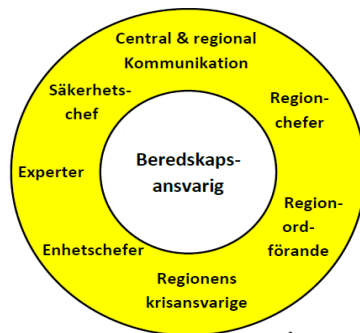 Central & regional
Kommunikation
Säkerhets-
chef
Region-
chefer
Experter
Beredskaps-
ansvarig
Region-
ord-
förande
Enhetschefer
Regionens
krisansvarige